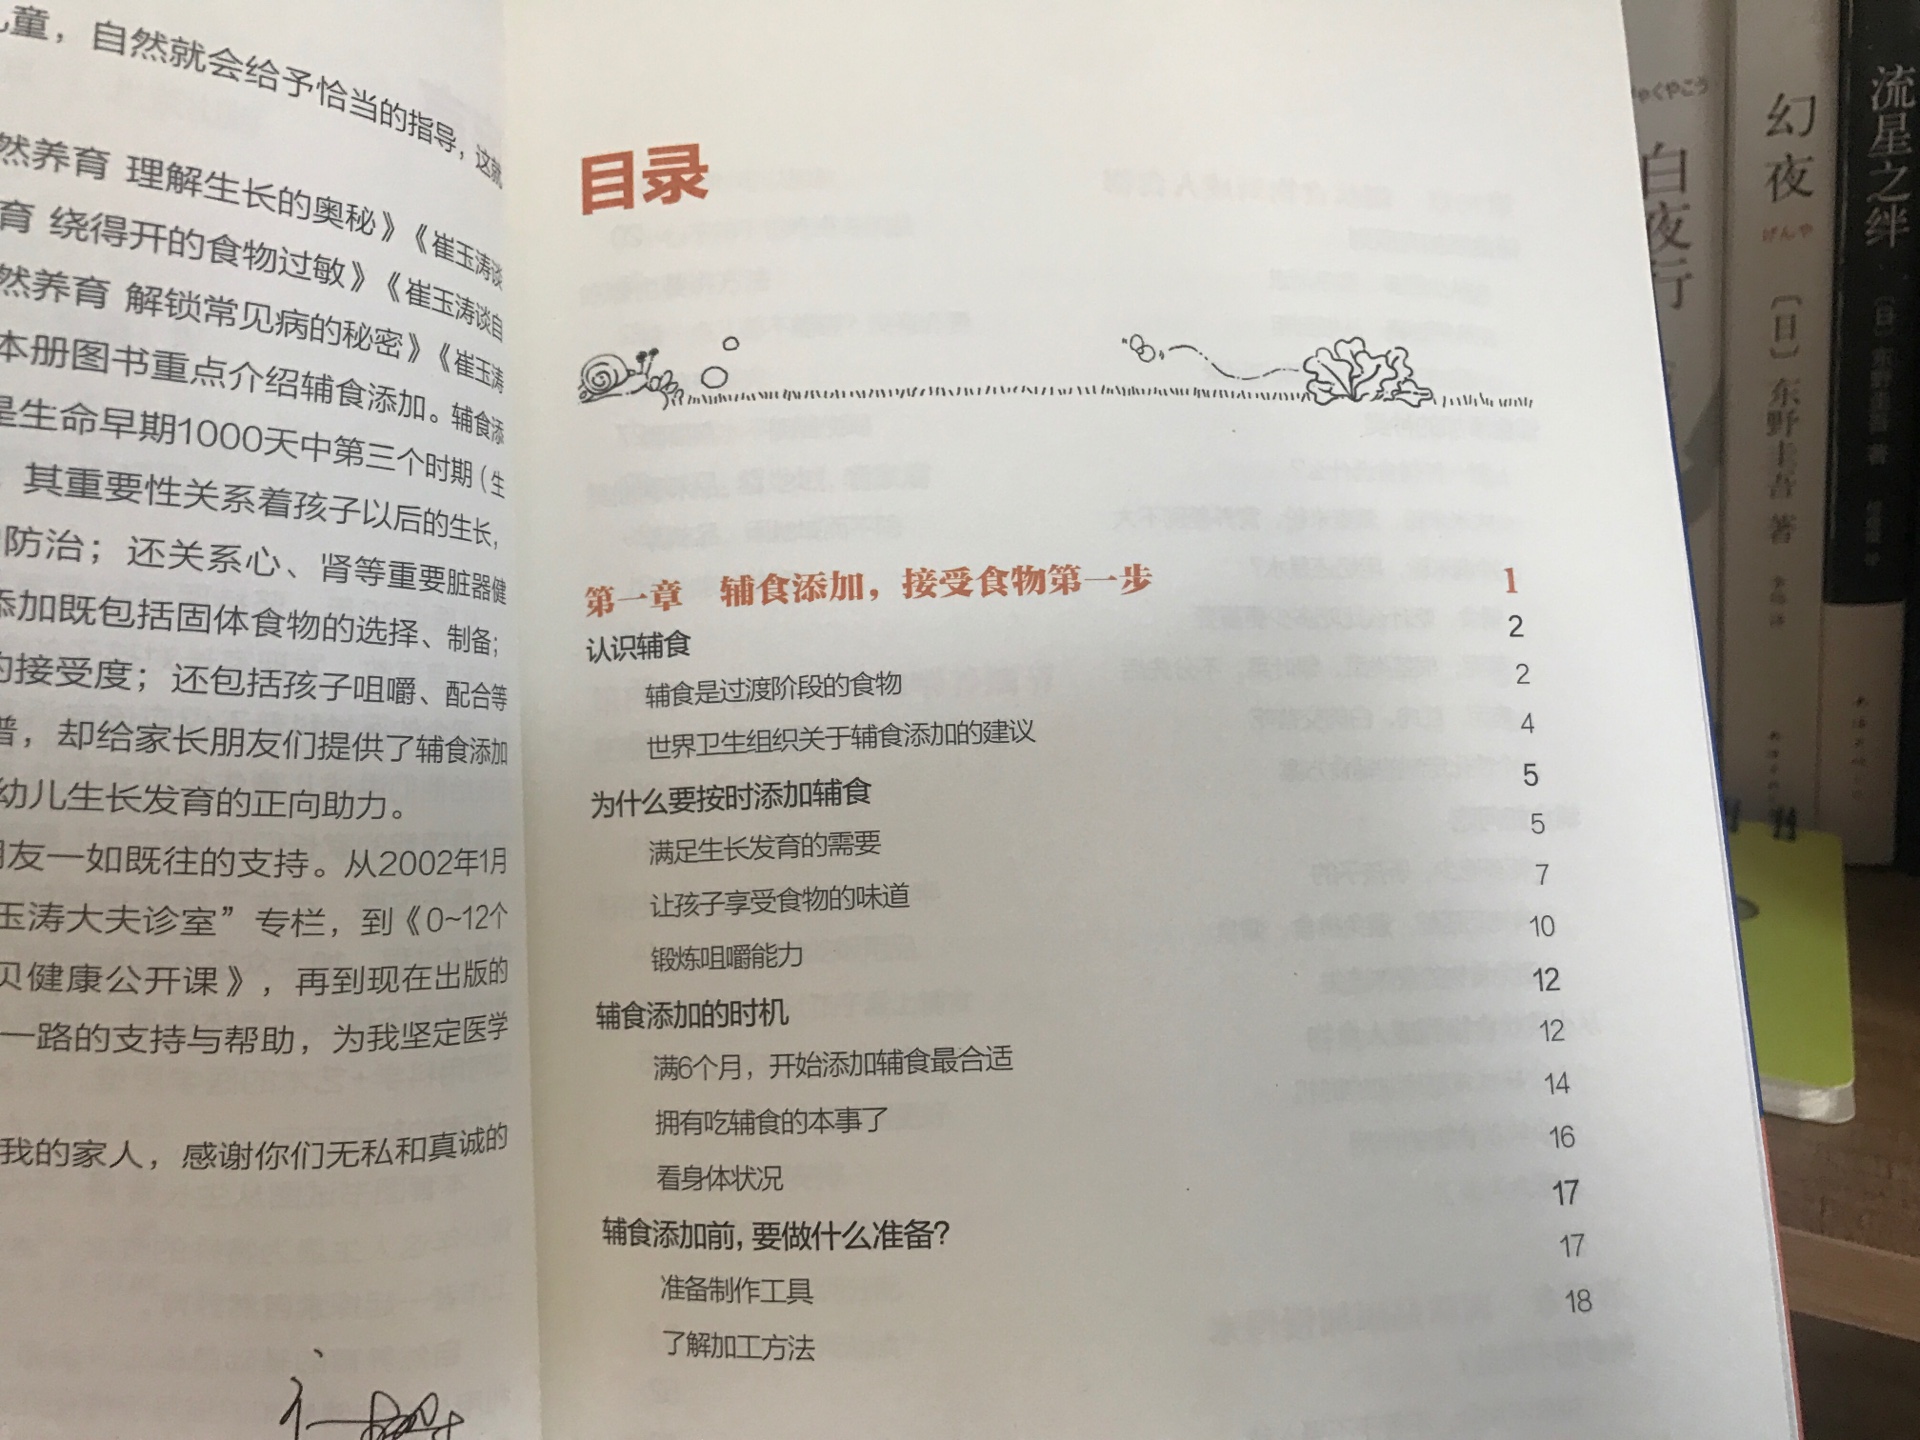 儿童，自然就会给予恰当的指导，这就
然养育 理解生长的奥秘》《崔玉涛谈
育 绕得开的食物过敏》《崔玉涛谈自
然养育 解锁常见病的秘密》《崔玉涛
本册图书重点介绍辅食添加。辅食添
是生命早期1000天中第三个时期（生
其重要性关系着孩子以后的生长，
防治；还关系心、肾等重要脏器健
添加既包括固体食物的选择、制备；
的接受度；还包括孩子咀嚼、配合等
谱，却给家长朋友们提供了辅食添加
幼儿生长发育的正向助力。
朋友一如既往的支持。从2002年1月
玉涛大夫诊室”专栏，到《0~12个
贝健康公开课》，再到现在出版的
一路的支持与帮助，为我坚定医学
我的家人，感谢你们无私和真诚的
目录
第一章 辅食添加，接受食物第一步 1
认识辅食 2
辅食是过渡阶段的食物 2
世界卫生组织关于辅食添加的建议 4
为什么要按时添加辅食 5
满足生长发育的需要 5
让孩子享受食物的味道 7
锻炼咀嚼能力 10
辅食添加的时机 12
满6个月，开始添加辅食最合适 12
拥有吃辅食的本事了 14
看身体状况 16
辅食添加前，要做什么准备？ 17
准备制作工具 17
了解加工方法 18
ゃくやこう
白夜行
幻夜
げんや
〔日〕东野圭吾 著
流星之绊
〔日〕东野圭吾 著